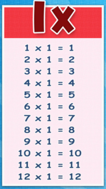 1x
1 x 1 = 1
2 x 1 = 2
3 x 1 = 3
4 x 1 = 4
5 x 1 = 5
6 x 1 = 6
7 x 1 = 7
8 x 1 = 8
9 x 1 = 9
10 x 1 = 10
11 x 1 = 11
12 x 1 = 12